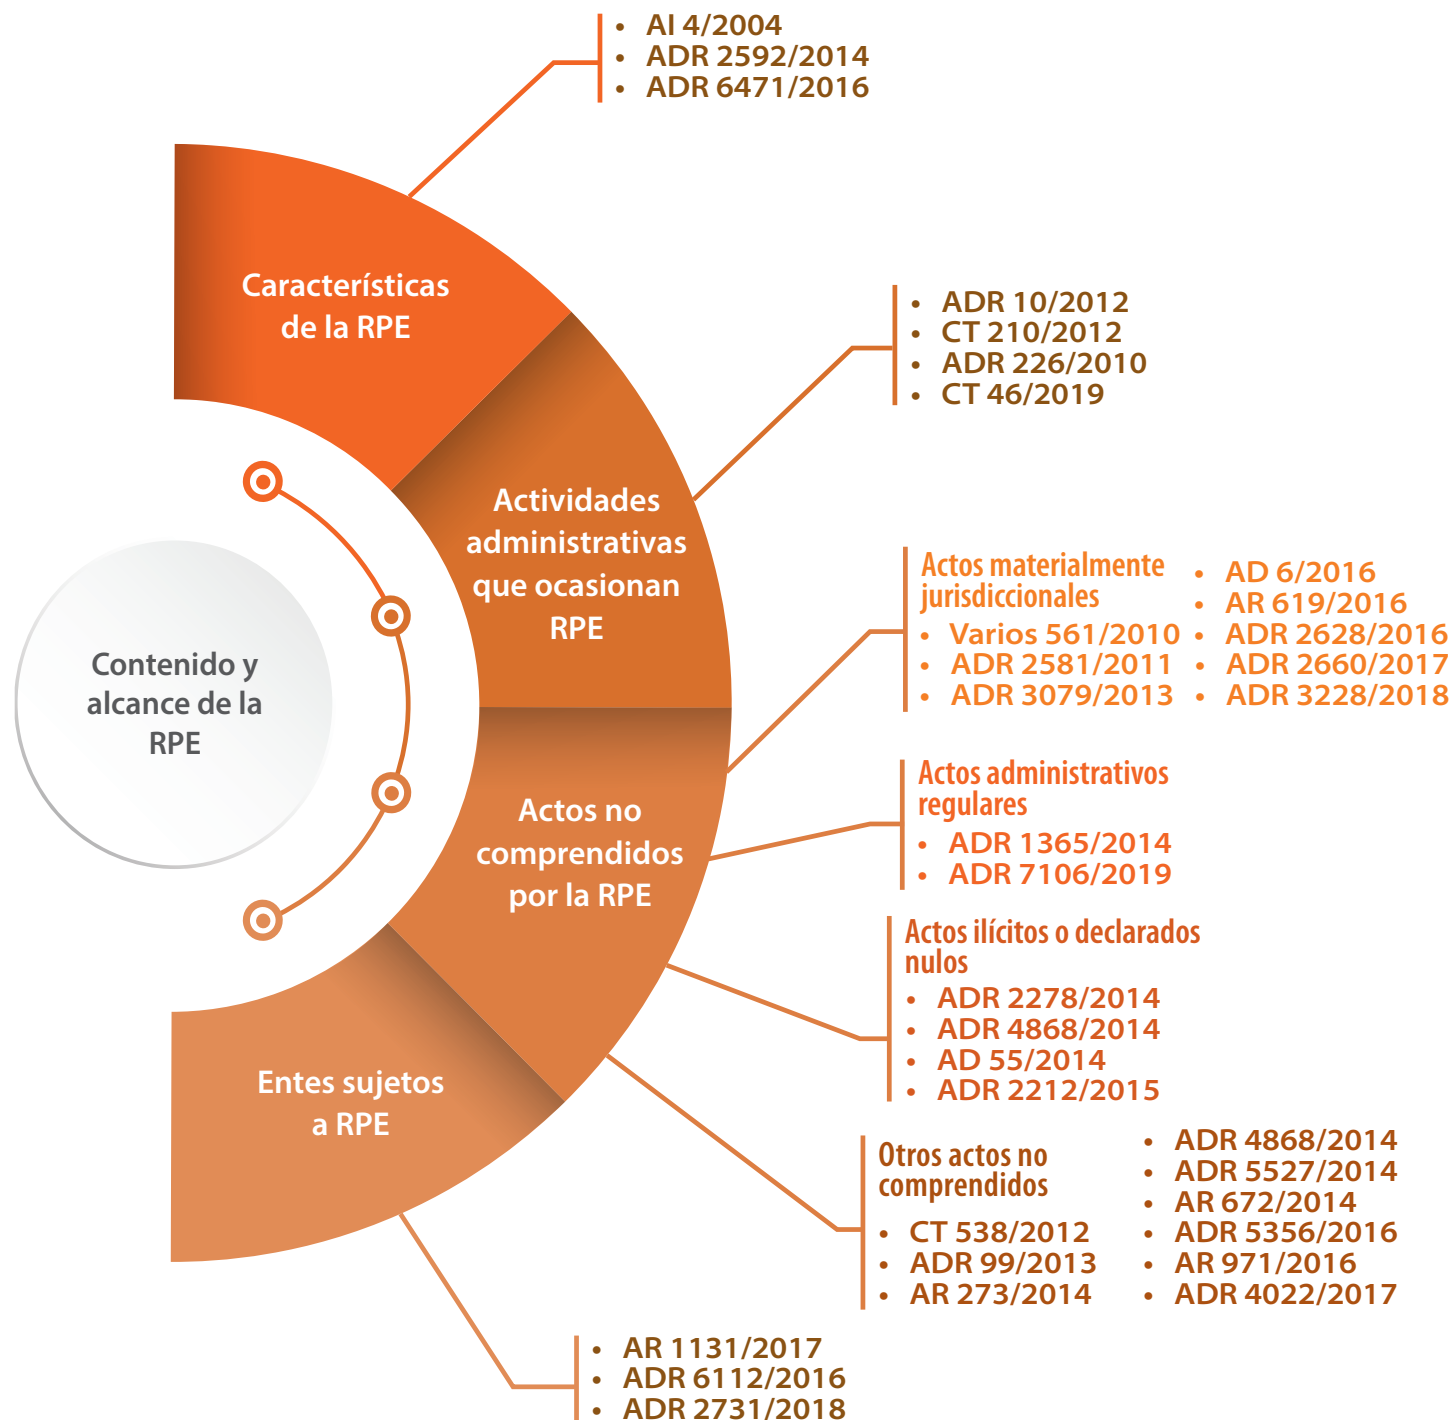 Contenido y
alcance de la
RPE
Características
de la RPE
• AI 4/2004
• ADR 2592/2014
• ADR 6471/2016
Actividades
administrativas
que ocasionan
RPE
• ADR 10/2012
• CT 210/2012
• ADR 226/2010
• CT 46/2019
Actos no
comprendidos
por la RPE
Actos materialmente
jurisdiccionales
• Varios 561/2010
• ADR 2581/2011
• ADR 3079/2013
• AD 6/2016
• AR 619/2016
• ADR 2628/2016
• ADR 2660/2017
• ADR 3228/2018
Actos administrativos
regulares
• ADR 1365/2014
• ADR 7106/2019
Actos ilícitos o declarados
nulos
• ADR 2278/2014
• ADR 4868/2014
• AD 55/2014
• ADR 2212/2015
Otros actos no
comprendidos
• CT 538/2012
• ADR 99/2013
• AR 273/2014
• ADR 4868/2014
• ADR 5527/2014
• AR 672/2014
• ADR 5356/2016
• AR 971/2016
• ADR 4022/2017
Entes sujetos
a RPE
• AR 1131/2017
• ADR 6112/2016
• ADR 2731/2018